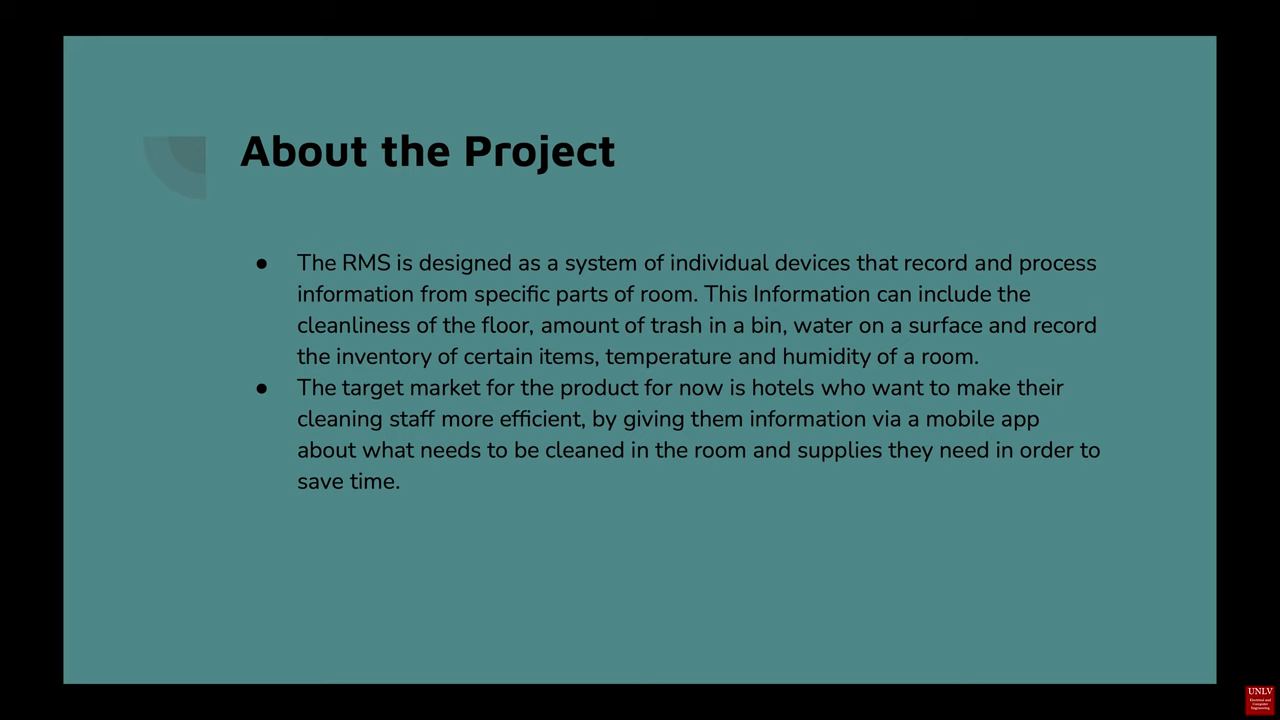 About the Project
● The RMS is designed as a system of individual devices that record and process
information from specific parts of room. This Information can include the
cleanliness of the floor, amount of trash in a bin, water on a surface and record
the inventory of certain items, temperature and humidity of a room.
● The target market for the product for now is hotels who want to make their
cleaning staff more efficient, by giving them information via a mobile app
about what needs to be cleaned in the room and supplies they need in order to
save time.
UNLV
Electrical and
Computer
Engineering